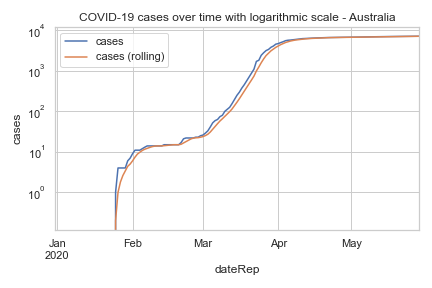 COVID-19 cases over time with logarithmic scale - Australia
cases
cases (rolling)
10⁴
10³
10²
10¹
10⁰
cases
Jan Feb Mar Apr May
2020
dateRep